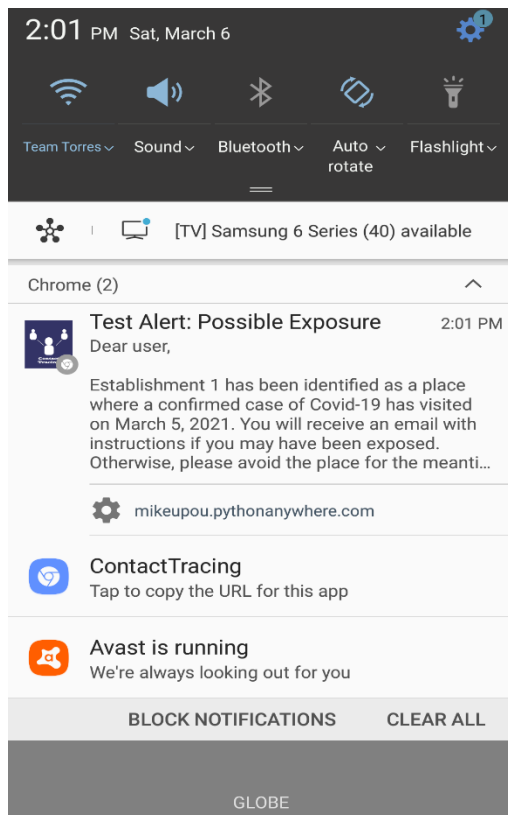 2:01 PM Sat, March 6
1
Team Torres
Sound
Bluetooth
Auto rotate
Flashlight
[TV] Samsung 6 Series (40) available
Chrome (2)
Test Alert: Possible Exposure 2:01 PM
Dear user,
Establishment 1 has been identified as a place
where a confirmed case of Covid-19 has visited
on March 5, 2021. You will receive an email with
instructions if you may have been exposed.
Otherwise, please avoid the place for the meanti...
mikeupou.pythonanywhere.com
ContactTracing
Tap to copy the URL for this app
Avast is running
We're always looking out for you
BLOCK NOTIFICATIONS CLEAR ALL
GLOBE